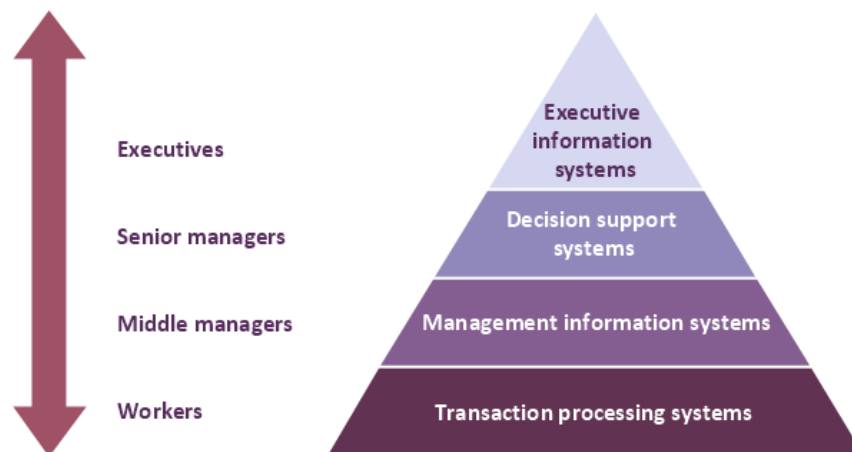 Executives
Executive
information
systems
Senior managers
Decision support
systems
Middle managers
Management information systems
Workers
Transaction processing systems